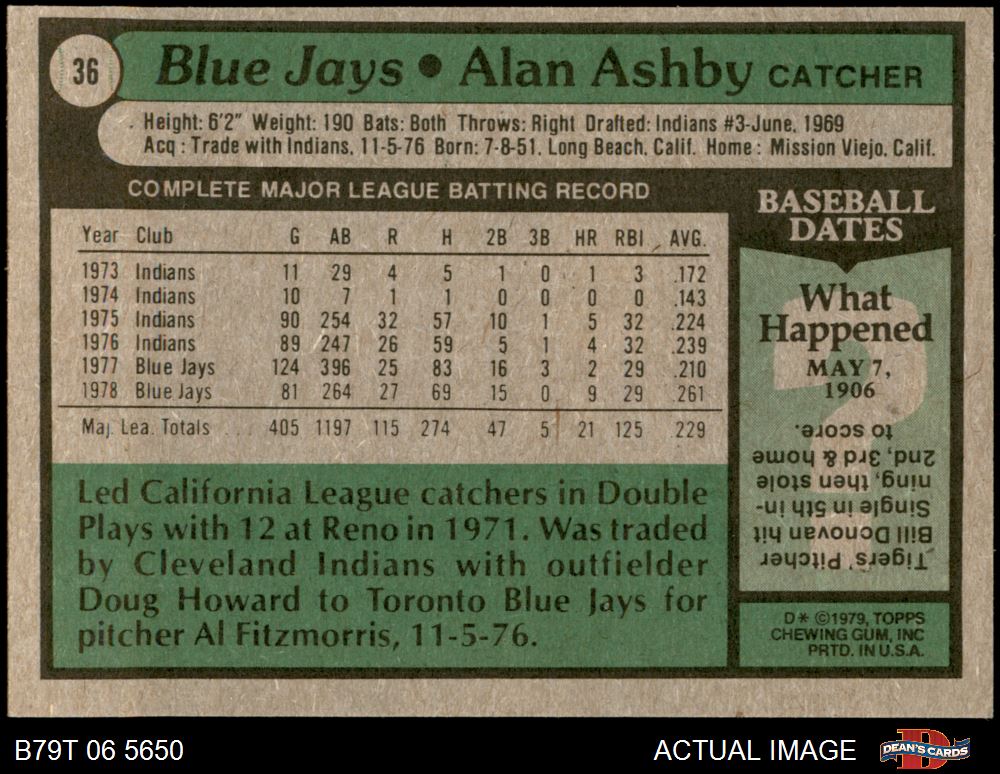 36
Blue Jays • Alan Ashby CATCHER
Height: 6'2" Weight: 190 Bats: Both Throws: Right Drafted: Indians #3-June, 1969
Acq: Trade with Indians, 11-5-76 Born: 7-8-51, Long Beach, Calif. Home: Mission Viejo, Calif.
COMPLETE MAJOR LEAGUE BATTING RECORD
Year Club G AB R H 2B 3B HR RBI AVG.
1973 Indians 11 29 4 5 1 0 1 3 .172
1974 Indians 10 7 1 1 0 0 0 0 .143
1975 Indians 90 254 32 57 10 1 5 32 .224
1976 Indians 89 247 26 59 5 1 4 32 .239
1977 Blue Jays 124 396 25 83 16 3 2 29 .210
1978 Blue Jays 81 264 27 69 15 0 9 29 .261
Maj. Lea. Totals ... 405 1197 115 274 47 5 21 125 .229
Led California League catchers in Double
Plays with 12 at Reno in 1971. Was traded
by Cleveland Indians with outfielder
Doug Howard to Toronto Blue Jays for
pitcher Al Fitzmorris, 11-5-76.
BASEBALL
DATES
What
Happened
MAY 7,
1906
?
Tigers' Pitcher
Bill Donovan hit
Single in 5th in-
ning, then stole
2nd, 3rd & home
to score.
D* ©1979, TOPPS
CHEWING GUM, INC
PRTD. IN U.S.A.
B79T 06 5650
ACTUAL IMAGE
D
DEAN'S CARDS